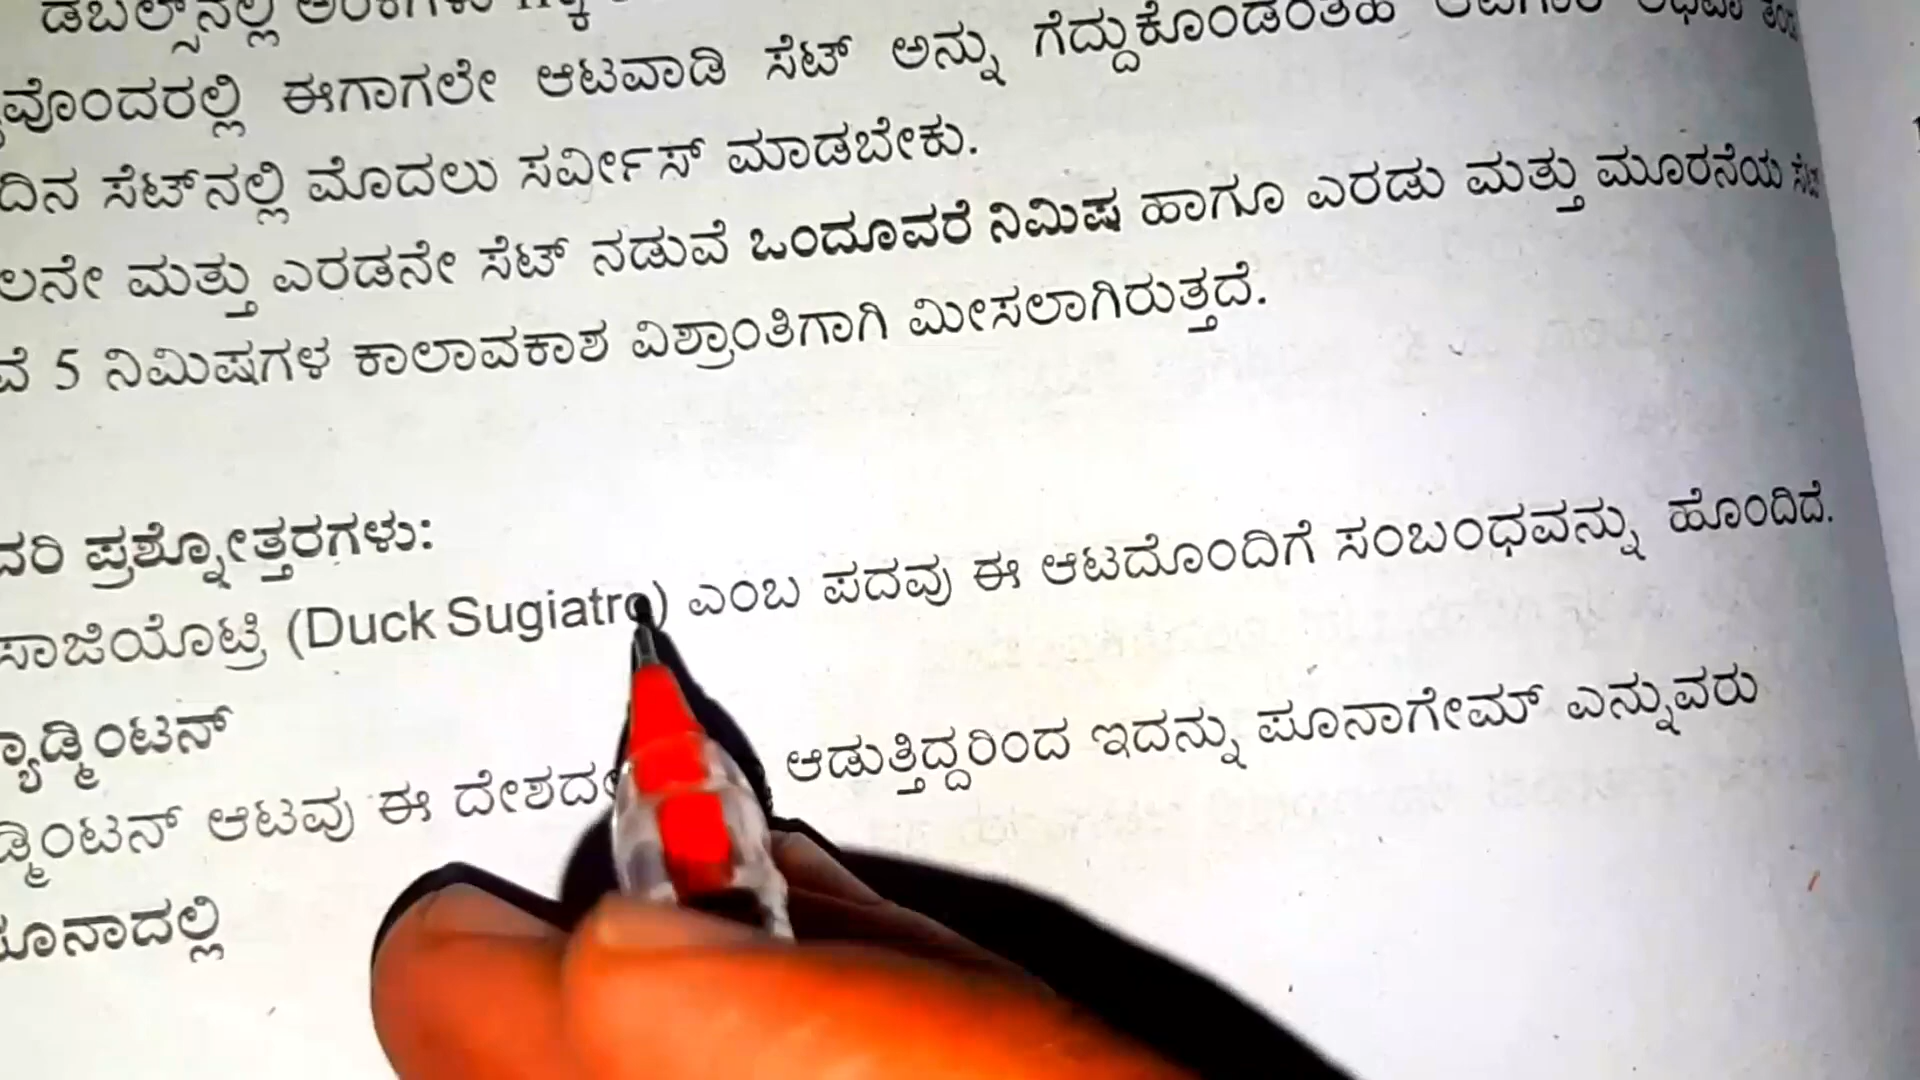 ಡಬಲ್ಸ್‌ನಲ್ಲಿ
ವೊಂದರಲ್ಲಿ ಈಗಾಗಲೇ ಆಟವಾಡಿ ಸೆಟ್ ಅನ್ನು ಗೆದ್ದುಕೊಂಡಂತಹ
ದಿನ ಸೆಟ್‌ನಲ್ಲಿ ಮೊದಲು ಸರ್ವೀಸ್ ಮಾಡಬೇಕು.
ಲನೇ ಮತ್ತು ಎರಡನೇ ಸೆಟ್ ನಡುವೆ ಒಂದೂವರೆ ನಿಮಿಷ ಹಾಗೂ ಎರಡು ಮತ್ತು ಮೂರನೆಯ ಸೆಟ್
ವೆ 5 ನಿಮಿಷಗಳ ಕಾಲಾವಕಾಶ ವಿಶ್ರಾಂತಿಗಾಗಿ ಮೀಸಲಾಗಿರುತ್ತದೆ.
ದರಿ ಪ್ರಶ್ನೋತ್ತರಗಳು:
ಸಾಜಿಯೊಟ್ರಿ (Duck Sugiatro) ಎಂಬ ಪದವು ಈ ಆಟದೊಂದಿಗೆ ಸಂಬಂಧವನ್ನು ಹೊಂದಿದೆ.
ಬ್ಯಾಡ್ಮಿಂಟನ್
ಡ್ಮಿಂಟನ್ ಆಟವು ಈ ಆಡುತ್ತಿದ್ದರಿಂದ ಇದನ್ನು ಪೂನಾಗೇಮ್ ಎನ್ನುವರು
ಪೂನಾದಲ್ಲಿ